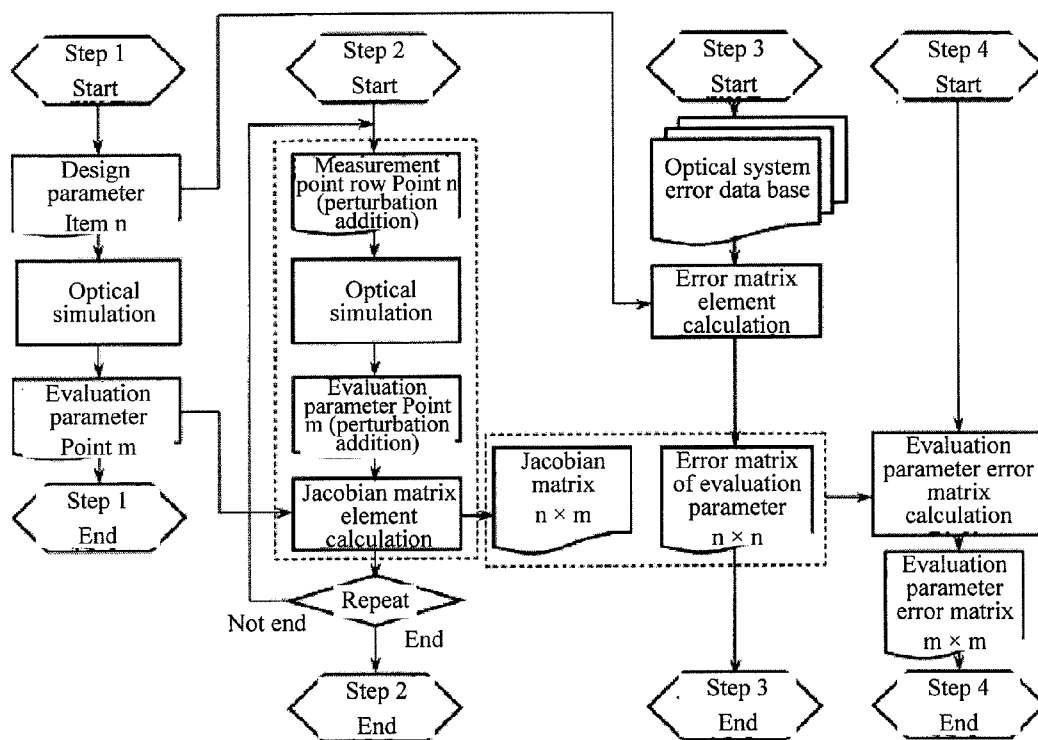 Step 1
Start
Design
parameter
Item n
Optical
simulation
Evaluation
parameter
Point m
Step 1
End
Step 2
Start
Measurement
point row Point n
(perturbation
addition)
Optical
simulation
Evaluation
parameter Point
m (perturbation
addition)
Jacobian matrix
element
calculation
Repeat
Not end
End
Step 2
End
Jacobian
matrix
n × m
Step 3
Start
Optical system
error data base
Error matrix
element
calculation
Error matrix
of evaluation
parameter
n × n
Step 3
End
Step 4
Start
Evaluation
parameter error
matrix
calculation
Evaluation
parameter
error matrix
m × m
Step 4
End